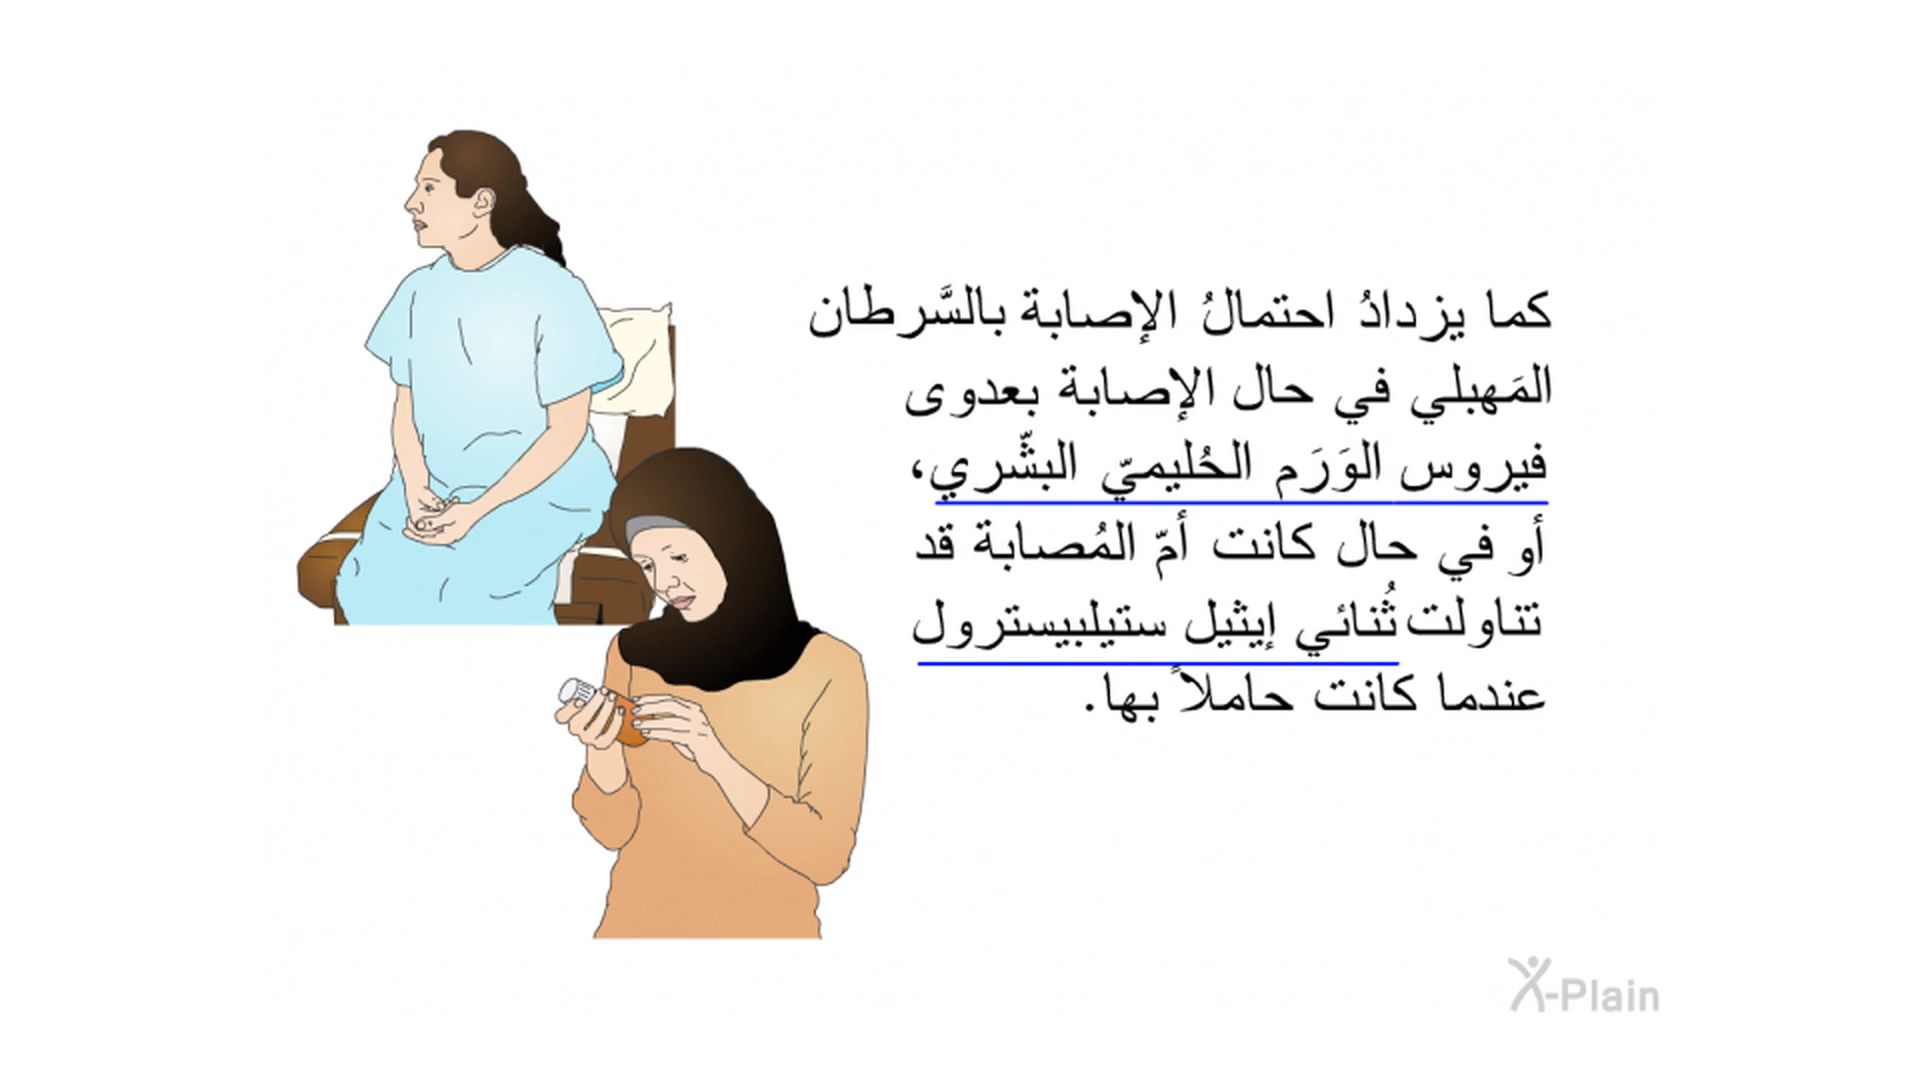 كما يزدادُ احتمالُ الإصابة بالسَّرطان
المَهبلي في حال الإصابة بعدوى
فيروس الوَرَم الحُليميّ البشّري،
أو في حال كانت أمّ المُصابة قد
تناولت ثُنائي إيثيل ستيلبيسترول
عندما كانت حاملاً بها.
X-Plain